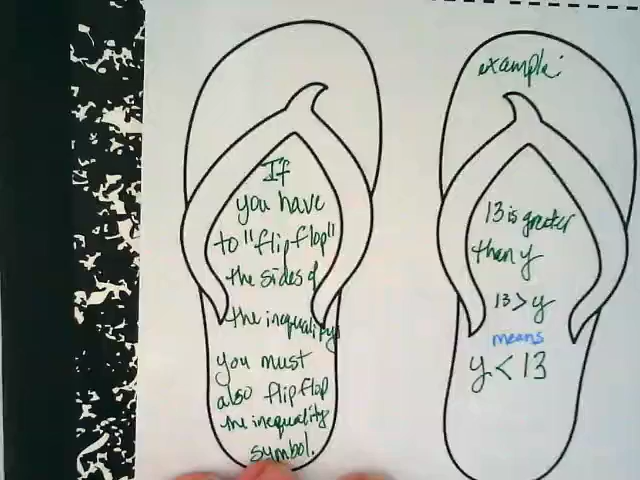 If
you have
to "flip flop"
the sides of
the inequality
you must
also flip flop
the inequality
symbol.
example:
13 is greater
than y
13 > y
means
y < 13